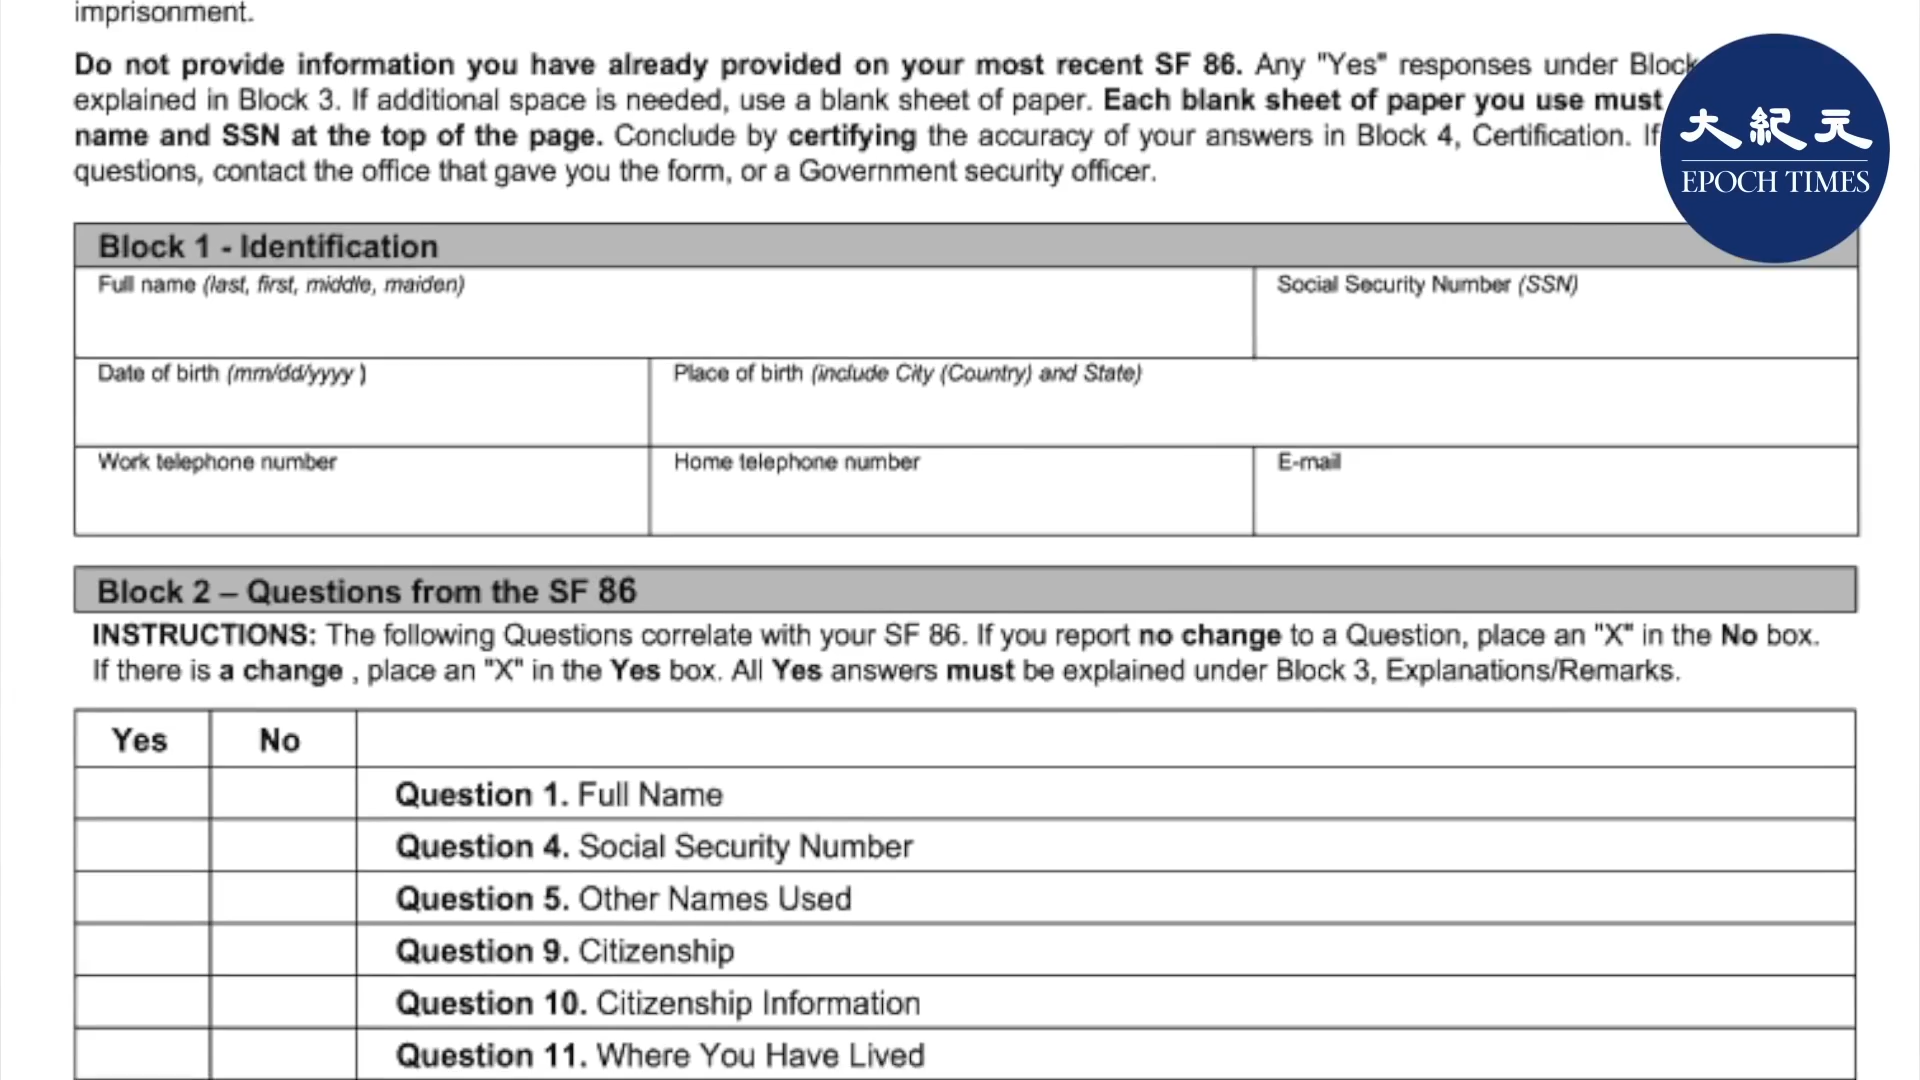 imprisonment.
Do not provide information you have already provided on your most recent SF 86. Any "Yes" responses under Block
explained in Block 3. If additional space is needed, use a blank sheet of paper. Each blank sheet of paper you use must
name and SSN at the top of the page. Conclude by certifying the accuracy of your answers in Block 4, Certification. If
questions, contact the office that gave you the form, or a Government security officer.
大紀元
EPOCH TIMES
Block 1 - Identification
Full name (last, first, middle, maiden)
Social Security Number (SSN)
Date of birth (mm/dd/yyyy )
Place of birth (include City (Country) and State)
Work telephone number
Home telephone number
E-mail
Block 2 – Questions from the SF 86
INSTRUCTIONS: The following Questions correlate with your SF 86. If you report no change to a Question, place an "X" in the No box.
If there is a change , place an "X" in the Yes box. All Yes answers must be explained under Block 3, Explanations/Remarks.
Yes No
Question 1. Full Name
Question 4. Social Security Number
Question 5. Other Names Used
Question 9. Citizenship
Question 10. Citizenship Information
Question 11. Where You Have Lived